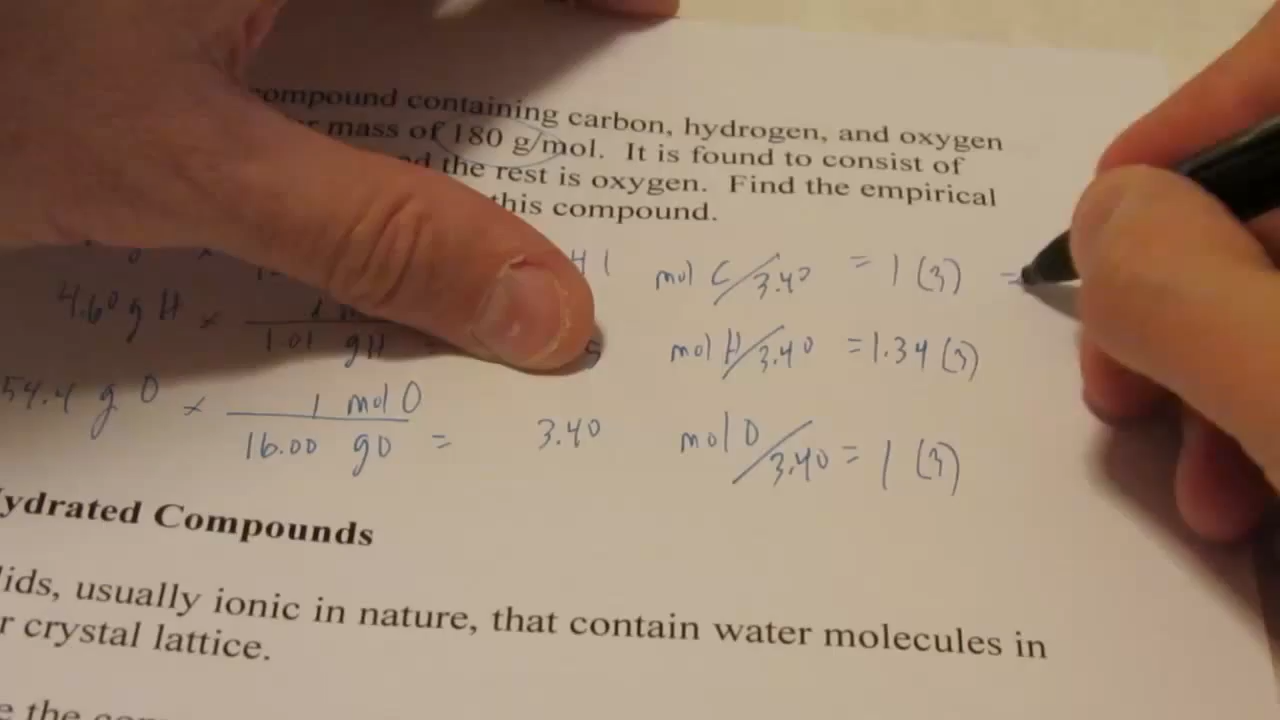 compound containing carbon, hydrogen, and oxygen
mass of 180 g/mol. It is found to consist of
the rest is oxygen. Find the empirical
this compound.
mol C/3.40 = 1 (3) =
4.60 g H ×
1.01 g H
mol H/3.40 = 1.34 (3)
54.4 g O × 1 mol O
16.00 g O = 3.40 mol O/3.40 = 1 (3)
ydrated Compounds
lids, usually ionic in nature, that contain water molecules in
r crystal lattice.
e the